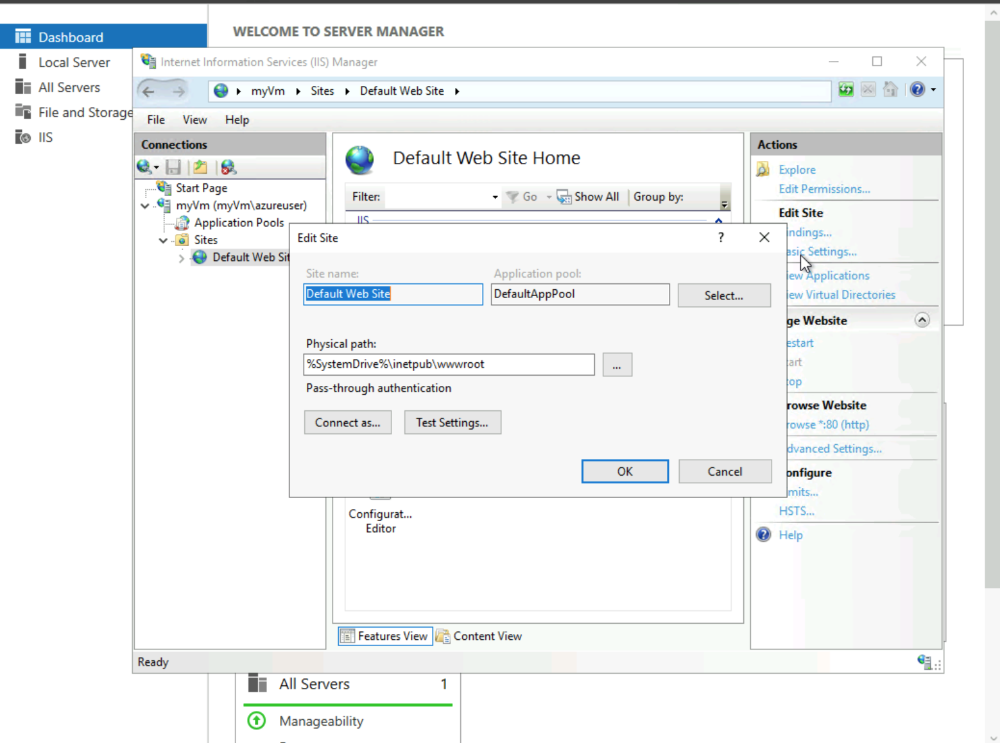 WELCOME TO SERVER MANAGER
Dashboard
Local Server
All Servers
File and Storage
IIS
Internet Information Services (IIS) Manager
myVm Sites Default Web Site
File View Help
Connections
Start Page
myVm (myVm\azureuser)
Application Pools
Sites
Default Web Sit
Default Web Site Home
Filter: Go Show All Group by:
IIS
Edit Site
?
Site name:
Default Web Site
Application pool:
DefaultAppPool
Select...
Physical path:
%SystemDrive%\inetpub\wwwroot
...
Pass-through authentication
Connect as...
Test Settings...
OK
Cancel
Configurat...
Editor
Features View
Content View
Actions
Explore
Edit Permissions...
Edit Site
indings...
asic Settings...
iew Applications
iew Virtual Directories
ge Website
estart
art
top
rowse Website
rowse *:80 (http)
dvanced Settings...
onfigure
mits...
HSTS...
Help
Ready
All Servers 1
Manageability